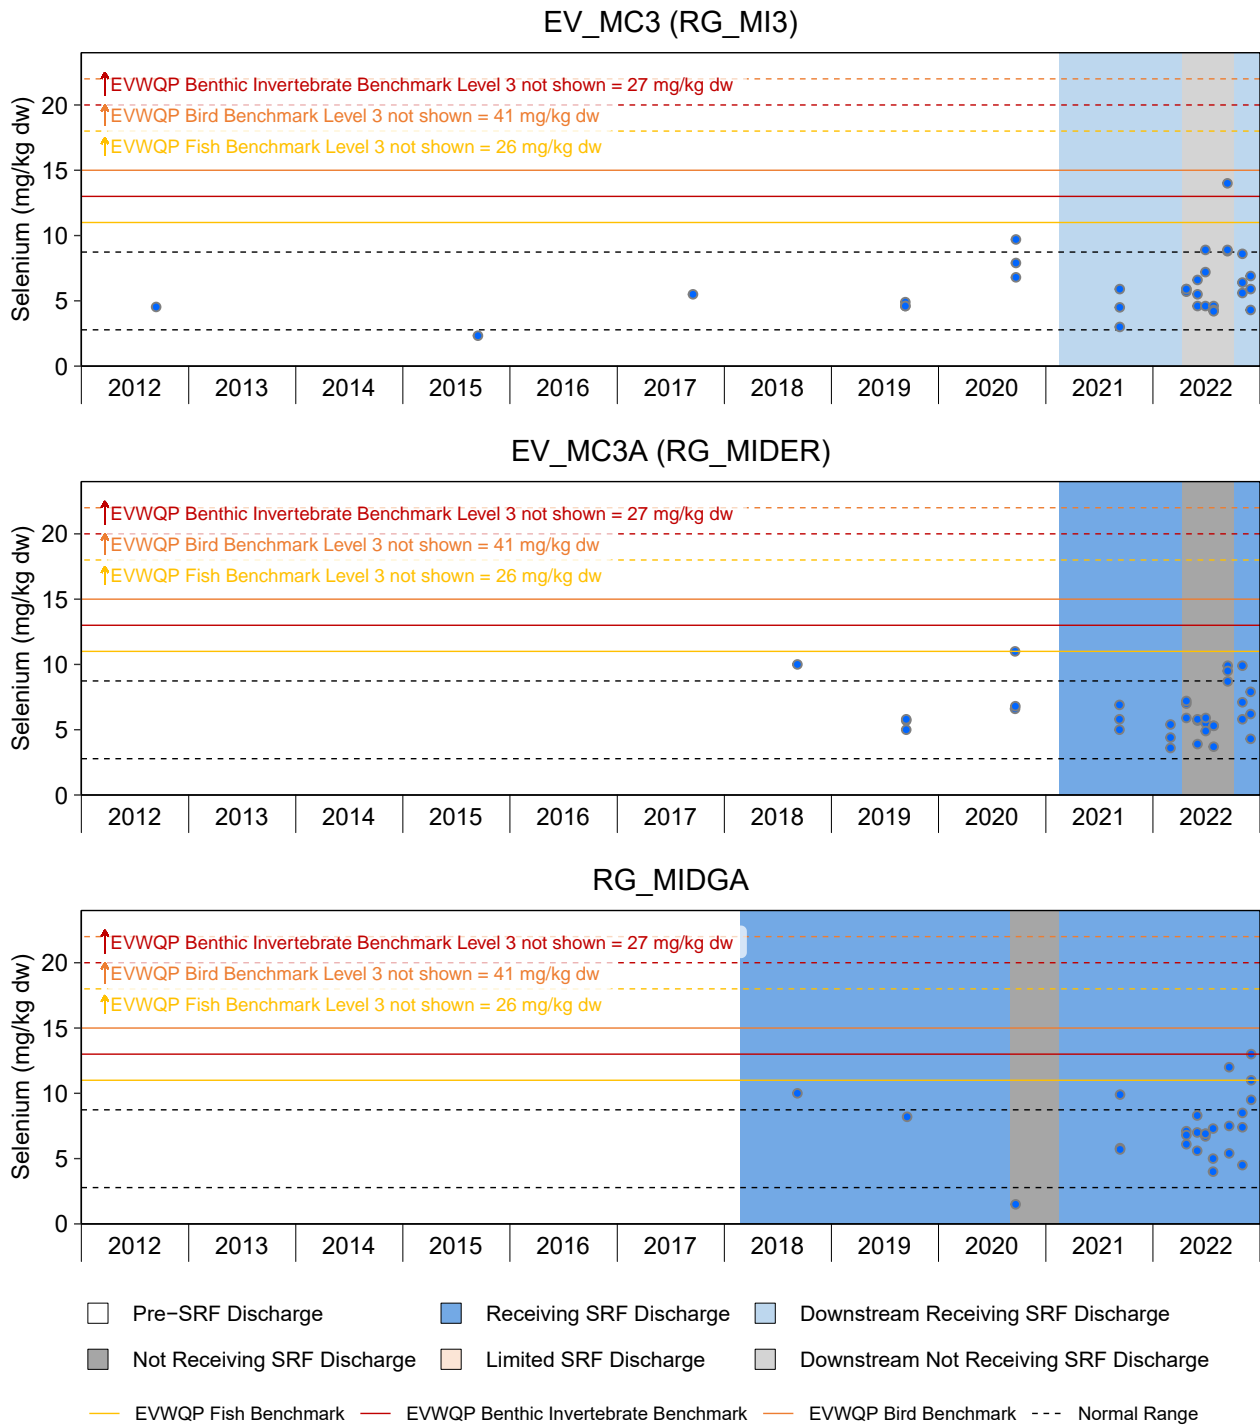 EV_MC3 (RG_MI3)
EVWQP Benthic Invertebrate Benchmark Level 3 not shown = 27 mg/kg dw
EVWQP Bird Benchmark Level 3 not shown = 41 mg/kg dw
EVWQP Fish Benchmark Level 3 not shown = 26 mg/kg dw
Selenium (mg/kg dw)
20
15
10
5
0
2012 2013 2014 2015 2016 2017 2018 2019 2020 2021 2022
EV_MC3A (RG_MIDER)
EVWQP Benthic Invertebrate Benchmark Level 3 not shown = 27 mg/kg dw
EVWQP Bird Benchmark Level 3 not shown = 41 mg/kg dw
EVWQP Fish Benchmark Level 3 not shown = 26 mg/kg dw
Selenium (mg/kg dw)
20
15
10
5
0
2012 2013 2014 2015 2016 2017 2018 2019 2020 2021 2022
RG_MIDGA
EVWQP Benthic Invertebrate Benchmark Level 3 not shown = 27 mg/kg dw
EVWQP Bird Benchmark Level 3 not shown = 41 mg/kg dw
EVWQP Fish Benchmark Level 3 not shown = 26 mg/kg dw
Selenium (mg/kg dw)
20
15
10
5
0
2012 2013 2014 2015 2016 2017 2018 2019 2020 2021 2022
Pre−SRF Discharge Receiving SRF Discharge Downstream Receiving SRF Discharge
Not Receiving SRF Discharge Limited SRF Discharge Downstream Not Receiving SRF Discharge
EVWQP Fish Benchmark EVWQP Benthic Invertebrate Benchmark EVWQP Bird Benchmark Normal Range